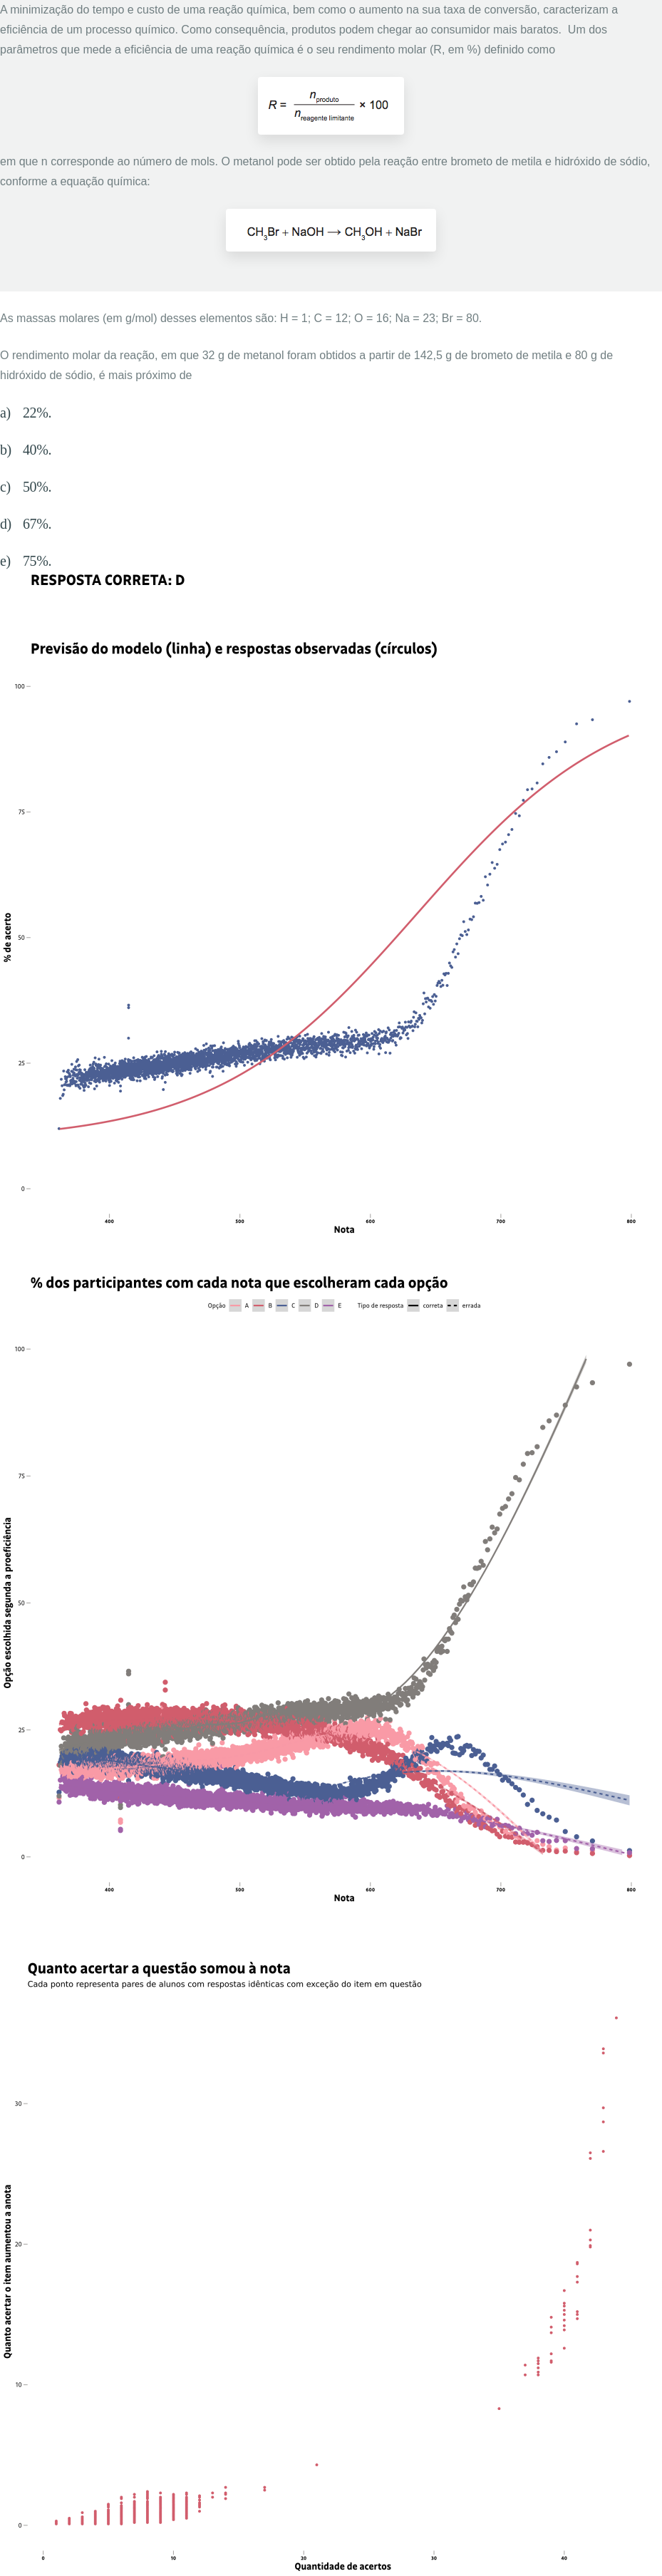 A minimização do tempo e custo de uma reação química, bem como o aumento na sua taxa de conversão, caracterizam a
eficiência de um processo químico. Como consequência, produtos podem chegar ao consumidor mais baratos.  Um dos
parâmetros que mede a eficiência de uma reação química é o seu rendimento molar (R, em %) definido como
R = n produto / n reagente limitante × 100
em que n corresponde ao número de mols. O metanol pode ser obtido pela reação entre brometo de metila e hidróxido de sódio,
conforme a equação química:
CH3Br + NaOH → CH3OH + NaBr
As massas molares (em g/mol) desses elementos são: H = 1; C = 12; O = 16; Na = 23; Br = 80.
O rendimento molar da reação, em que 32 g de metanol foram obtidos a partir de 142,5 g de brometo de metila e 80 g de
hidróxido de sódio, é mais próximo de
a) 22%.
b) 40%.
c) 50%.
d) 67%.
e) 75%.
RESPOSTA CORRETA: D
Previsão do modelo (linha) e respostas observadas (círculos)
100
75
50
25
0
% de acerto
400 500 600 700 800
Nota
% dos participantes com cada nota que escolheram cada opção
Opção A B C D E Tipo de resposta correta errada
100
75
50
25
0
Opção escolhida segunda a proeficiência
400 500 600 700 800
Nota
Quanto acertar a questão somou à nota
Cada ponto representa pares de alunos com respostas idênticas com exceção do item em questão
30
20
10
0
Quanto acertar o item aumentou a anota
0 10 20 30 40
Quantidade de acertos